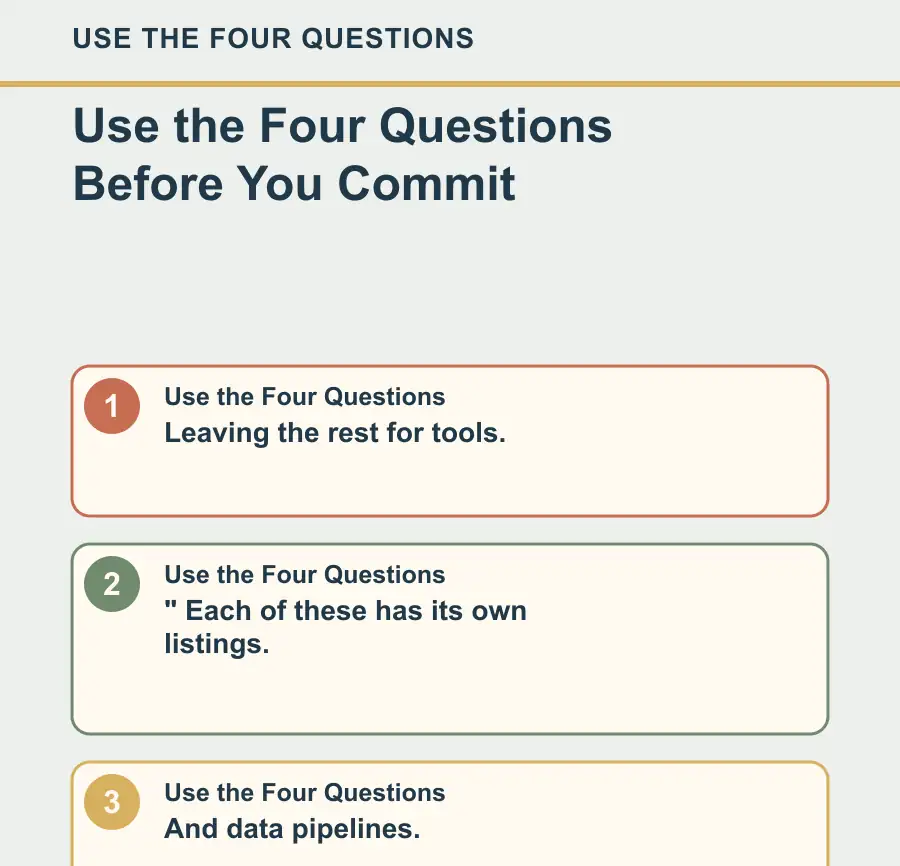 USE THE FOUR QUESTIONS
Use the Four Questions
Before You Commit
1
Use the Four Questions
Leaving the rest for tools.
2
Use the Four Questions
" Each of these has its own
listings.
3
Use the Four Questions
And data pipelines.